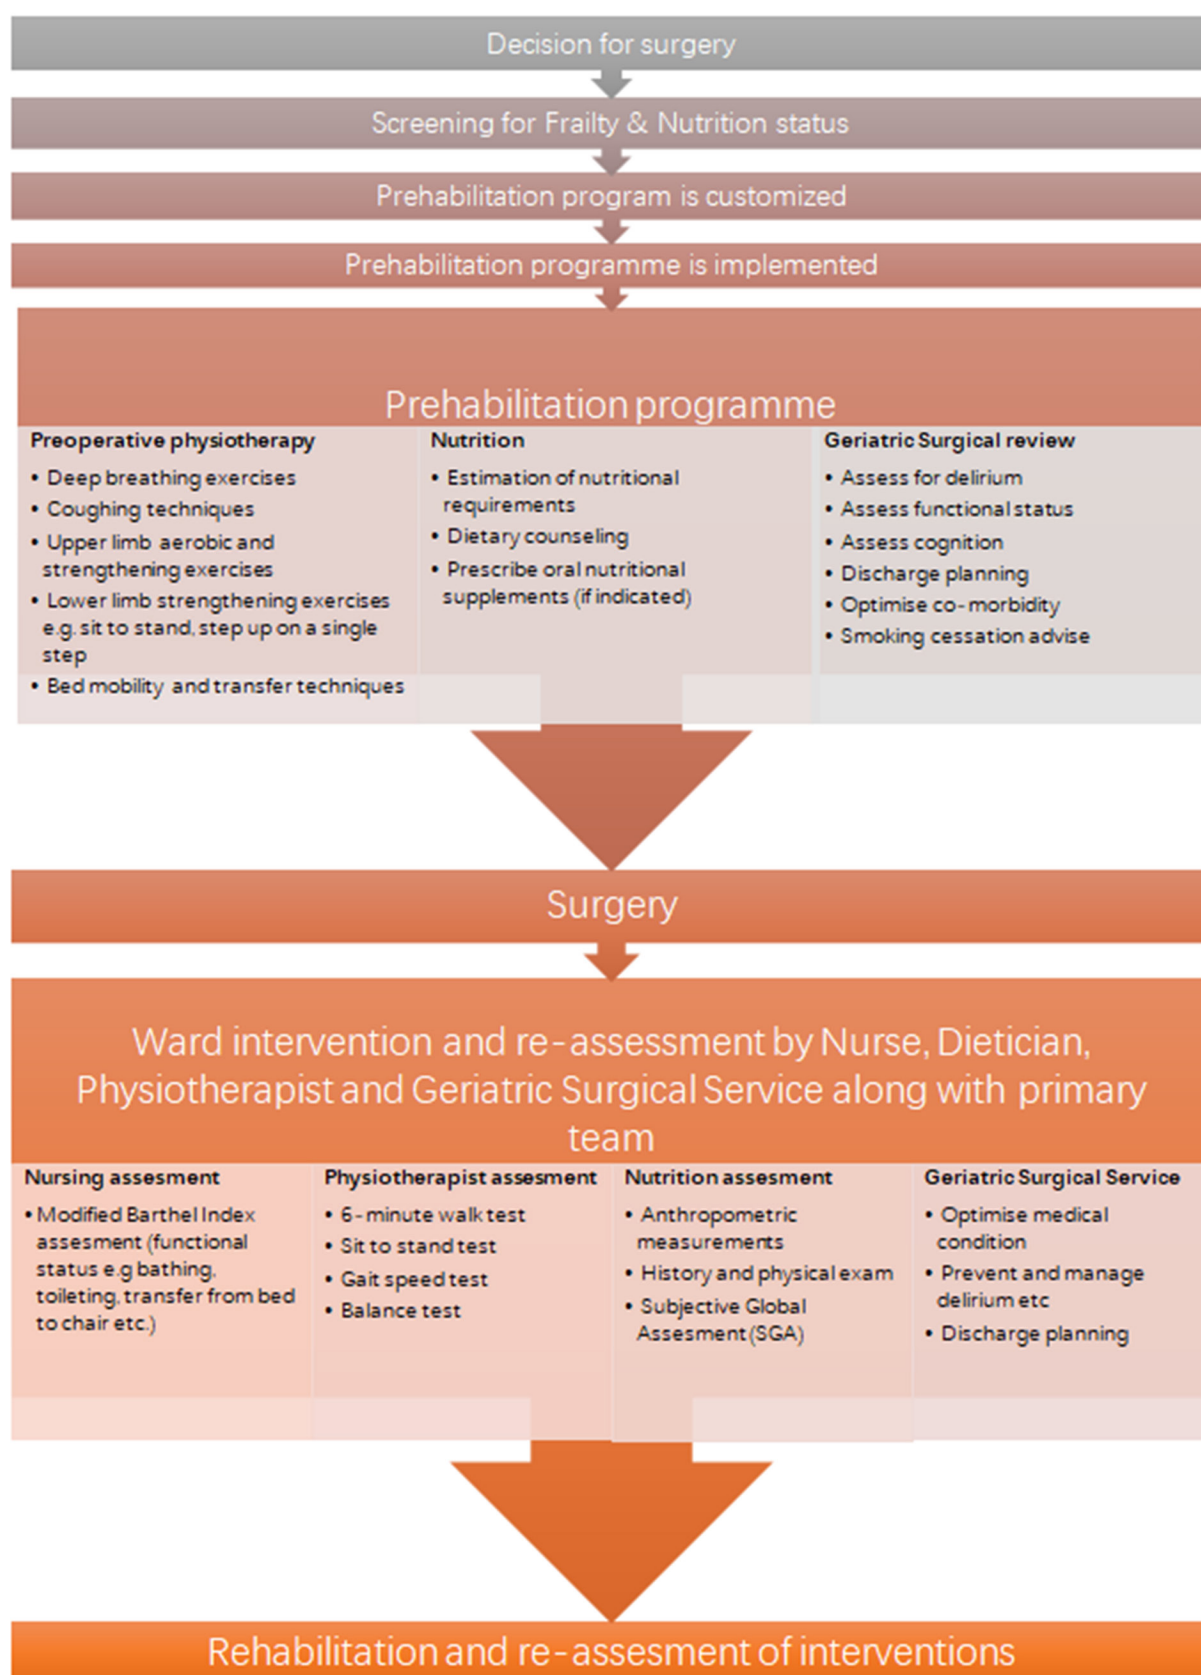 Decision for surgery
Screening for Frailty & Nutrition status
Prehabilitation program is customized
Prehabilitation programme is implemented
Prehabilitation programme
Preoperative physiotherapy
• Deep breathing exercises
• Coughing techniques
• Upper limb aerobic and
strengthening exercises
• Lower limb strengthening exercises
e.g. sit to stand, step up on a single
step
• Bed mobility and transfer techniques
Nutrition
• Estimation of nutritional
requirements
• Dietary counseling
• Prescribe oral nutritional
supplements (if indicated)
Geriatric Surgical review
• Assess for delirium
• Assess functional status
• Assess cognition
• Discharge planning
• Optimise co-morbidity
• Smoking cessation advise
Surgery
Ward intervention and re-assessment by Nurse, Dietician,
Physiotherapist and Geriatric Surgical Service along with primary
team
Nursing assesment
• Modified Barthel Index
assesment (functional
status e.g bathing,
toileting, transfer from bed
to chair etc.)
Physiotherapist assesment
• 6-minute walk test
• Sit to stand test
• Gait speed test
• Balance test
Nutrition assesment
• Anthropometric
measurements
• History and physical exam
• Subjective Global
Assesment (SGA)
Geriatric Surgical Service
• Optimise medical
condition
• Prevent and manage
delirium etc
• Discharge planning
Rehabilitation and re-assesment of interventions